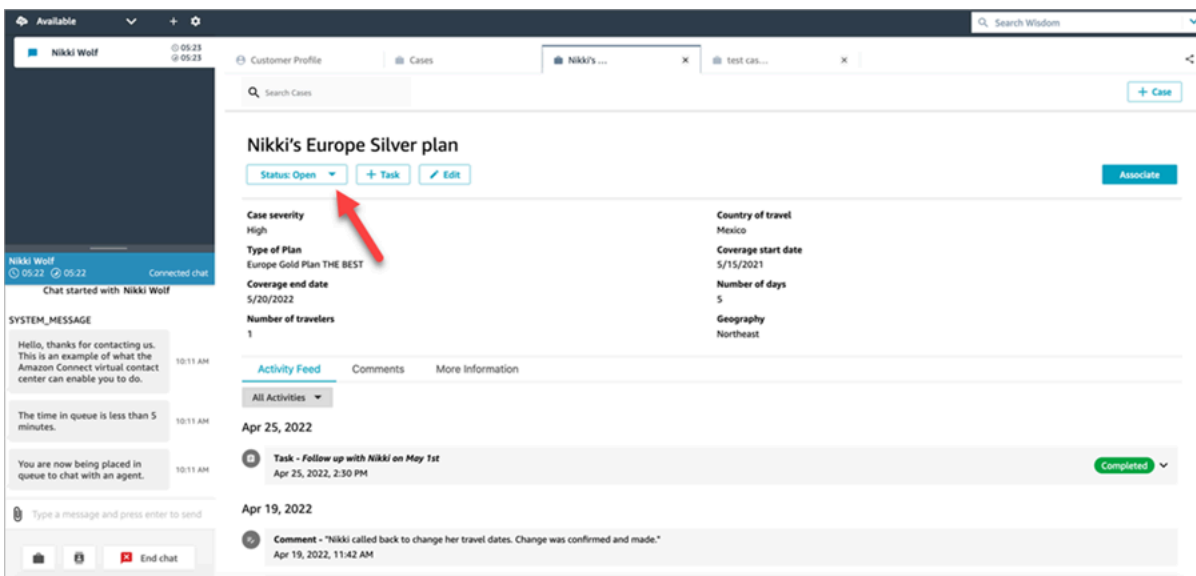 Available
Search Wisdom
Nikki Wolf
05:23
05:23
Customer Profile
Cases
Nikki's ...
test cas...
Search Cases
+ Case
Nikki's Europe Silver plan
Status: Open
+ Task
Edit
Associate
Case severity
High
Country of travel
Mexico
Type of Plan
Europe Gold Plan THE BEST
Coverage start date
5/15/2021
Coverage end date
5/20/2022
Number of days
5
Number of travelers
1
Geography
Northeast
Nikki Wolf
05:22 05:22 Connected chat
Chat started with Nikki Wolf
SYSTEM_MESSAGE
Hello, thanks for contacting us.
This is an example of what the
Amazon Connect virtual contact
center can enable you to do.
10:11 AM
The time in queue is less than 5
minutes.
10:11 AM
You are now being placed in
queue to chat with an agent.
10:11 AM
Type a message and press enter to send
End chat
Activity Feed Comments More Information
All Activities
Apr 25, 2022
Task - Follow up with Nikki on May 1st
Apr 25, 2022, 2:30 PM
Completed
Apr 19, 2022
Comment - "Nikki called back to change her travel dates. Change was confirmed and made."
Apr 19, 2022, 11:42 AM